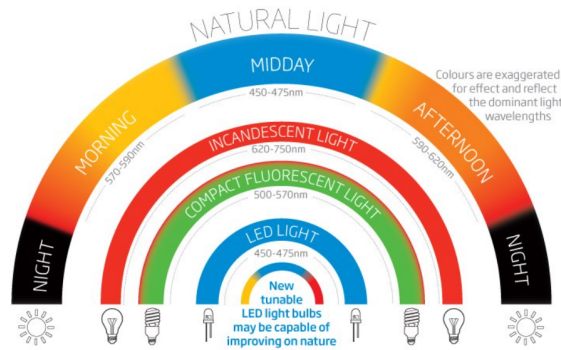 NATURAL LIGHT
MIDDAY
450-475nm
Colours are exaggerated
for effect and reflect
the dominant light
wavelengths
MORNING
570-590nm
AFTERNOON
590-620nm
INCANDESCENT LIGHT
620-750nm
COMPACT FLUORESCENT LIGHT
500-570nm
LED LIGHT
450-475nm
NIGHT
NIGHT
New
tunable
LED light bulbs
may be capable of
improving on nature